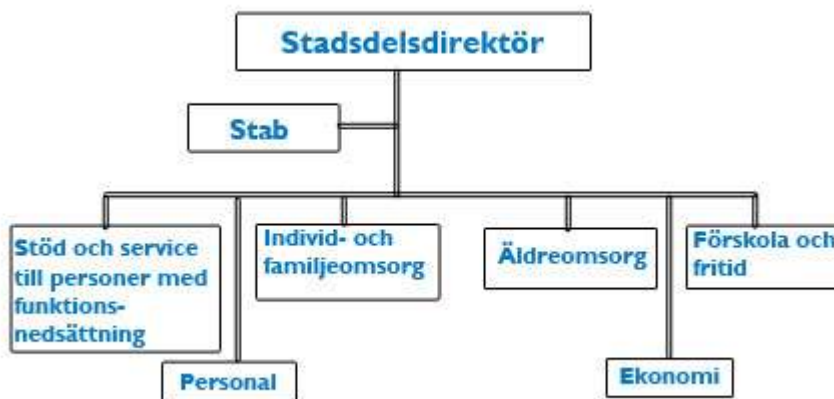 Stadsdelsdirektör
Stab
Stöd och service
till personer med
funktions-
nedsättning
Individ- och
familjeomsorg
Äldreomsorg
Förskola och
fritid
Personal
Ekonomi